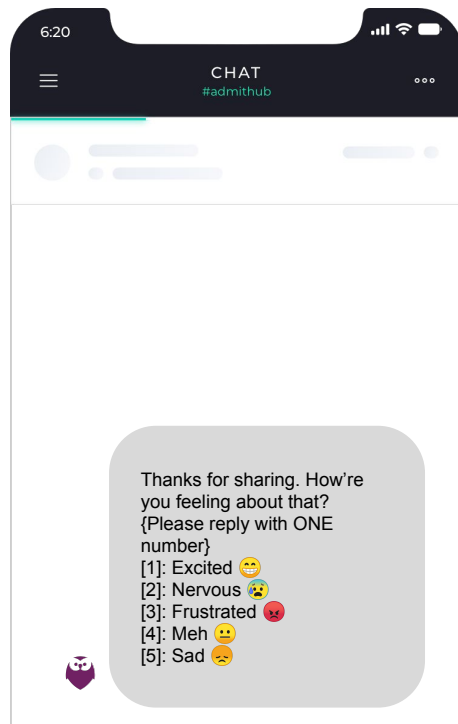 6:20
CHAT
#admithub
Thanks for sharing. How're
you feeling about that?
{Please reply with ONE
number}
[1]: Excited 😁
[2]: Nervous 😰
[3]: Frustrated 😡
[4]: Meh 😐
[5]: Sad 😞